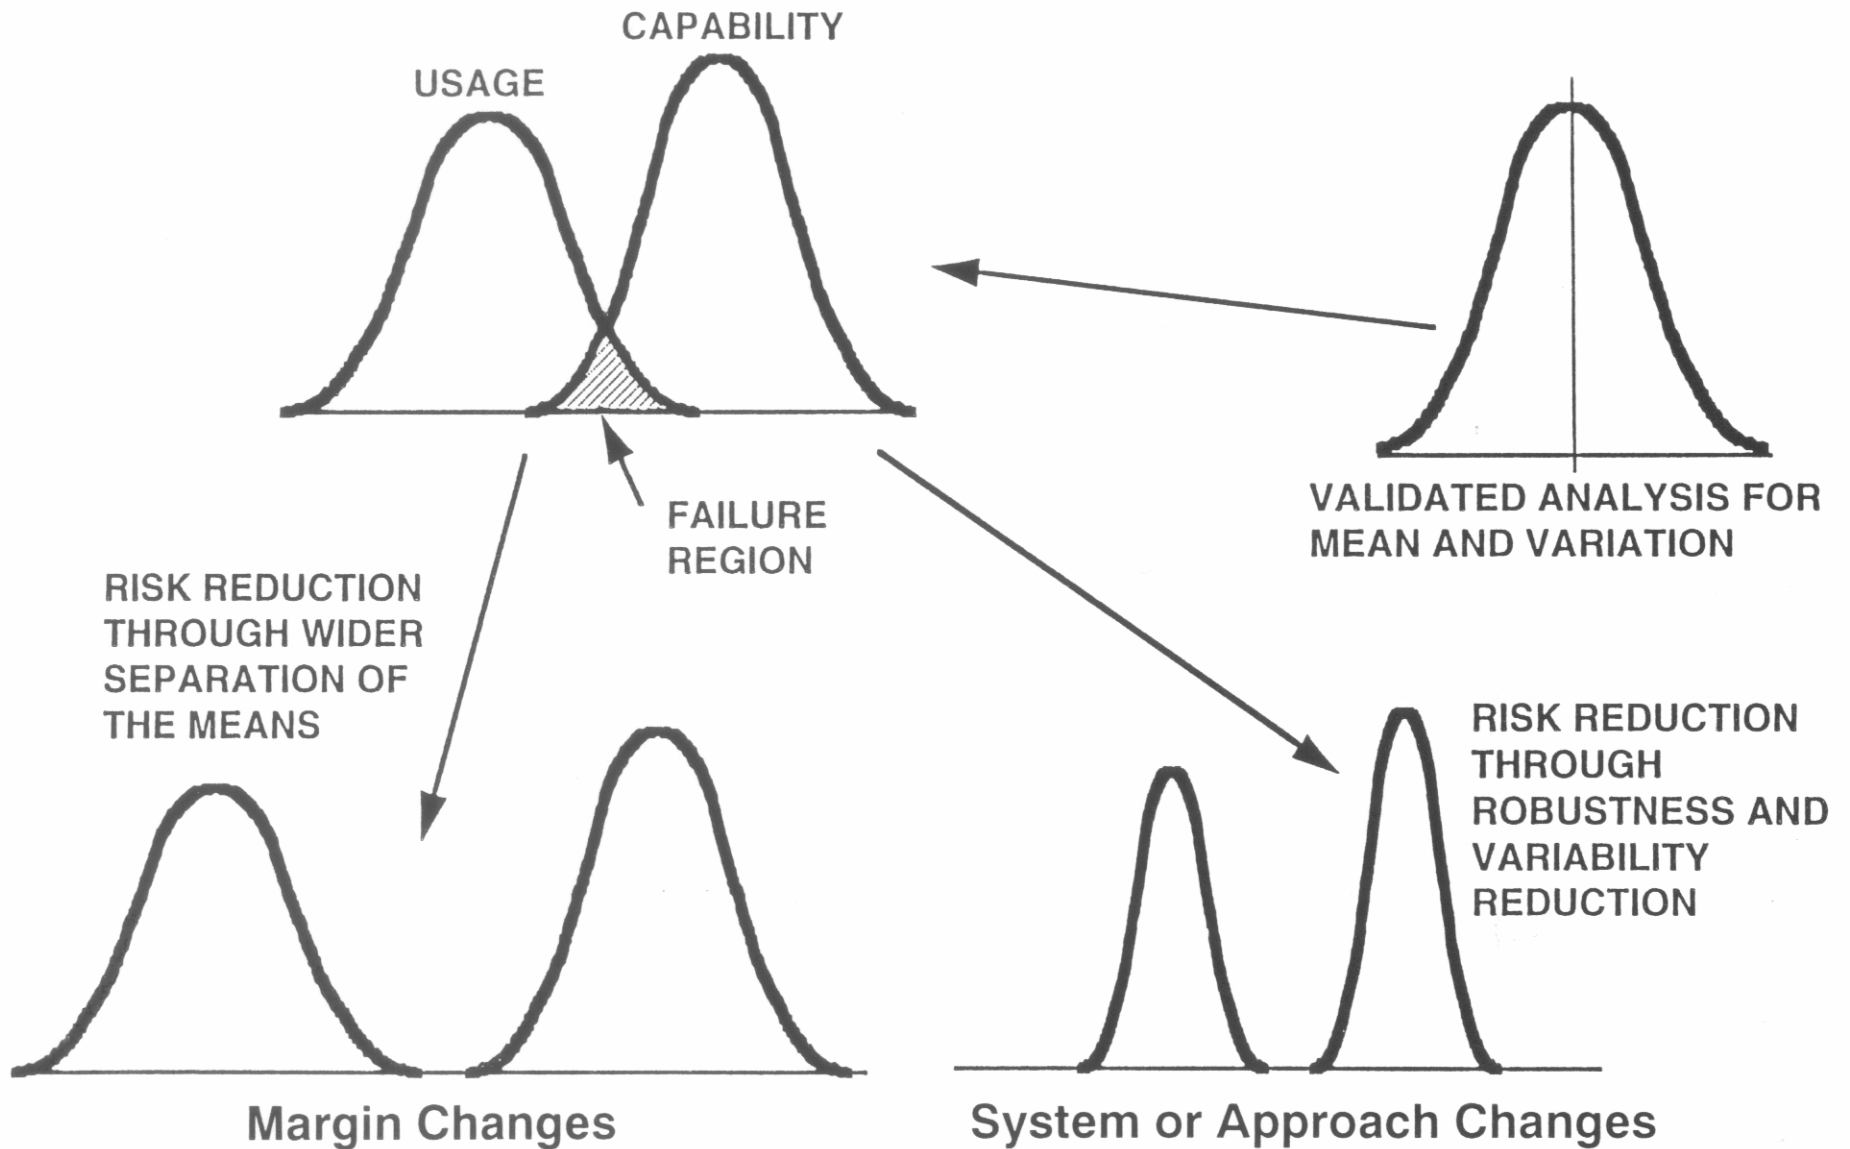 CAPABILITY
USAGE
FAILURE
REGION
VALIDATED ANALYSIS FOR
MEAN AND VARIATION
RISK REDUCTION
THROUGH WIDER
SEPARATION OF
THE MEANS
RISK REDUCTION
THROUGH
ROBUSTNESS AND
VARIABILITY
REDUCTION
Margin Changes
System or Approach Changes